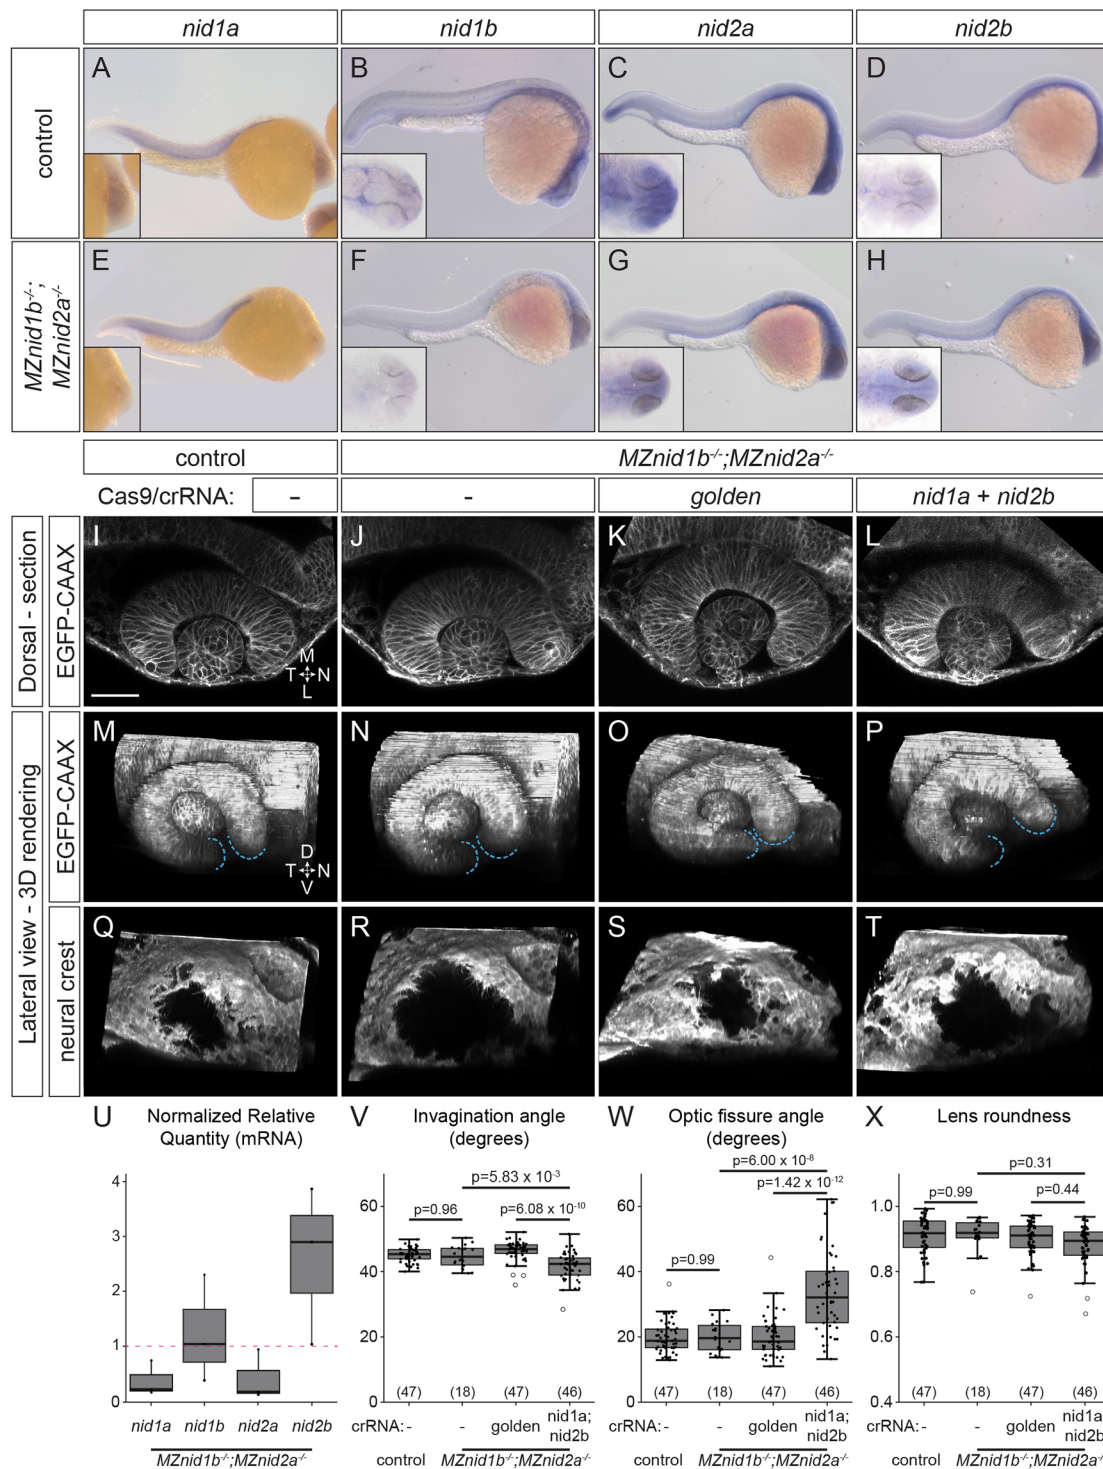 nid1a nid1b nid2a nid2b
control
A B C D
MZnid1b-/-;
MZnid2a-/-
E F G H
control MZnid1b-/-;MZnid2a-/-
Cas9/crRNA: - - golden nid1a + nid2b
Dorsal - section
EGFP-CAAX
I J K L
M
T N
L
Lateral view - 3D rendering
EGFP-CAAX
M N O P
D
T N
V
neural crest
Q R S T
U Normalized Relative
Quantity (mRNA)
4
3
2
1
0
nid1a nid1b nid2a nid2b
MZnid1b-/-;MZnid2a-/-
V Invagination angle
(degrees)
p=5.83 x 10-3
p=0.96 p=6.08 x 10-10
60
40
20
0
(47) (18) (47) (46)
crRNA:- - golden nid1a;
nid2b
control MZnid1b-/-;MZnid2a-/-
W Optic fissure angle
(degrees)
p=6.00 x 10-8
p=1.42 x 10-12
p=0.99
60
40
20
0
(47) (18) (47) (46)
crRNA:- - golden nid1a;
nid2b
control MZnid1b-/-;MZnid2a-/-
X Lens roundness
p=0.31
p=0.99 p=0.44
1.0
0.8
0.6
0.4
(47) (18) (47) (46)
crRNA:- - golden nid1a;
nid2b
control MZnid1b-/-;MZnid2a-/-